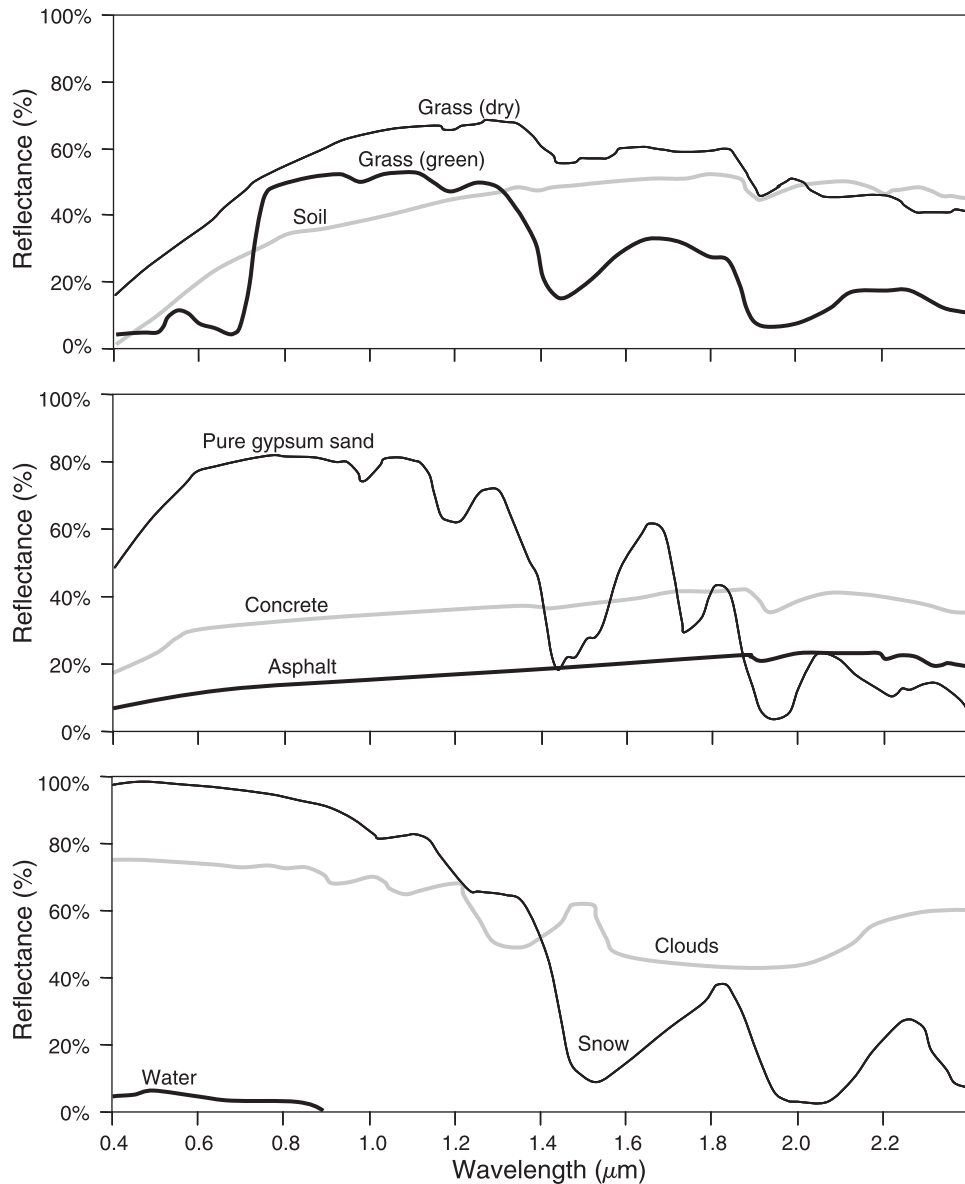 100%
80%
60%
40%
20%
0%
Reflectance (%)
Grass (dry)
Grass (green)
Soil
100%
80%
60%
40%
20%
0%
Reflectance (%)
Pure gypsum sand
Concrete
Asphalt
100%
80%
60%
40%
20%
0%
Reflectance (%)
Clouds
Snow
Water
0.4 0.6 0.8 1.0 1.2 1.4 1.6 1.8 2.0 2.2
Wavelength (μm)